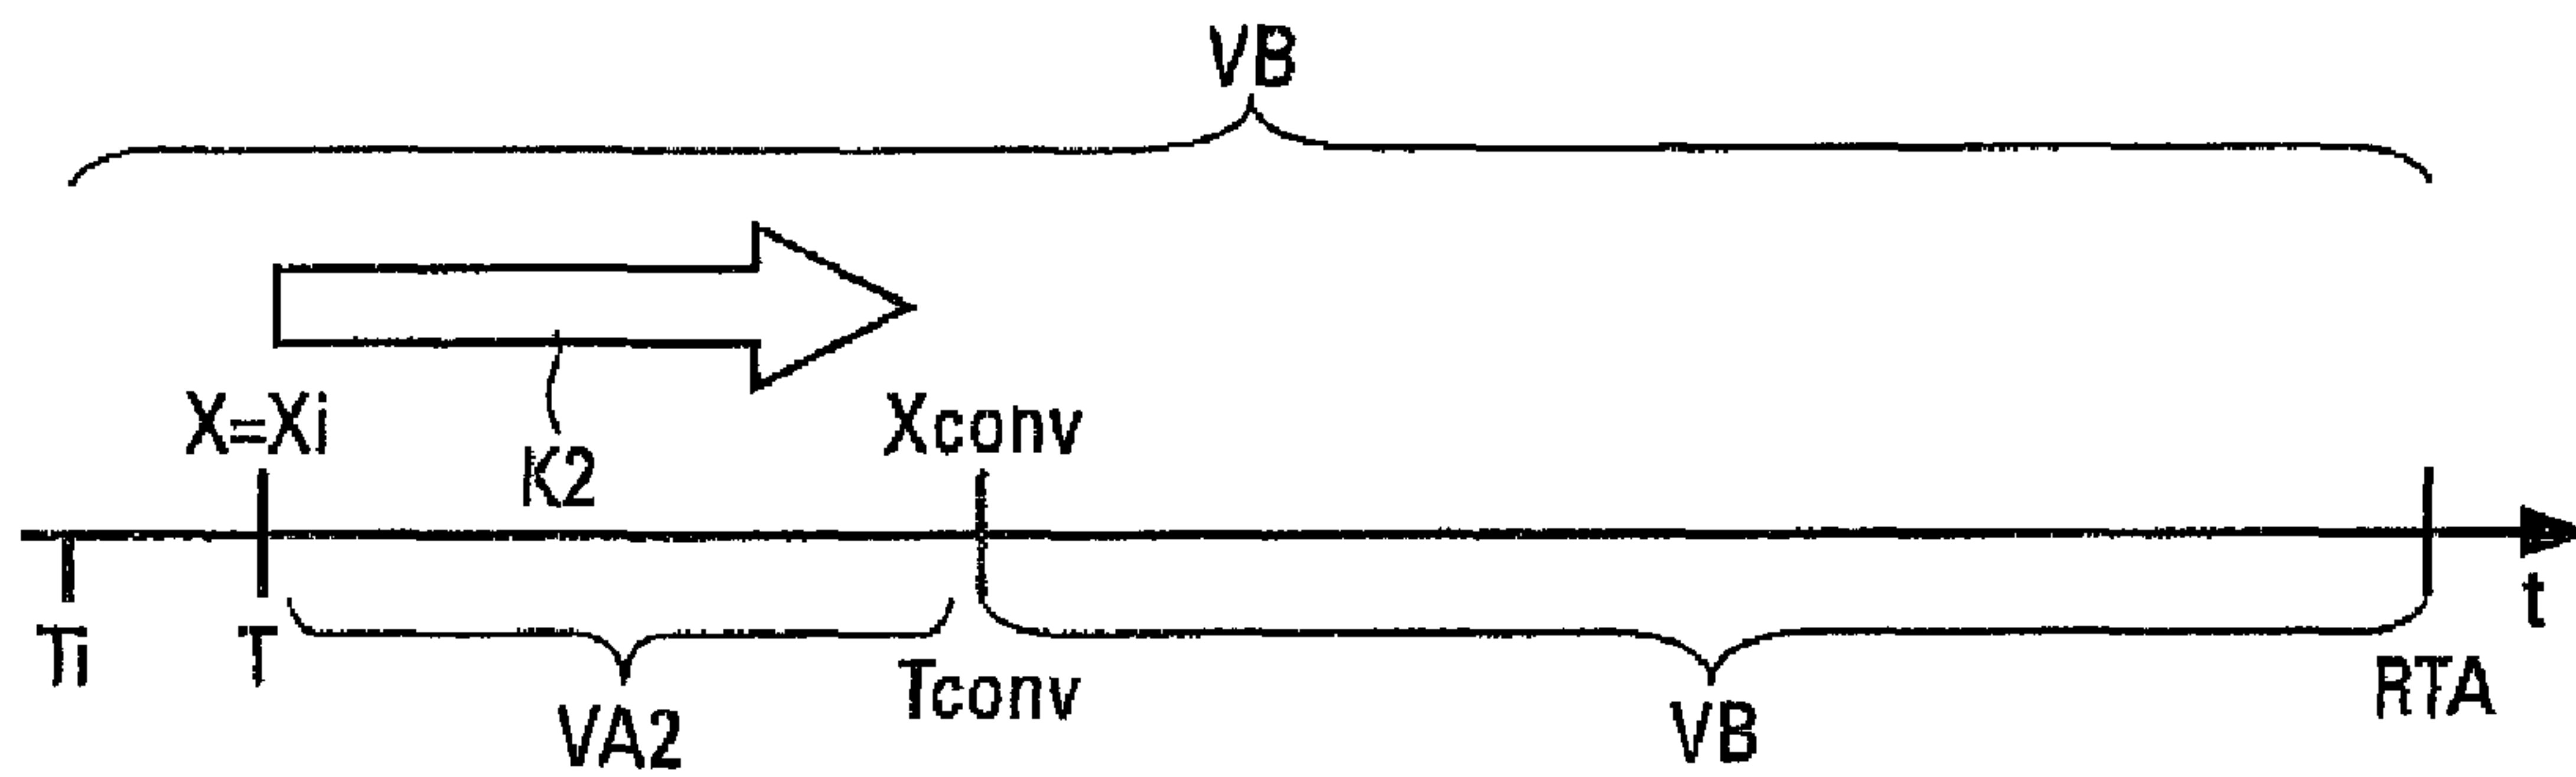 VB
X=Xi
K2
Xconv
Ti
T
VA2
Tconv
VB
RTA
t